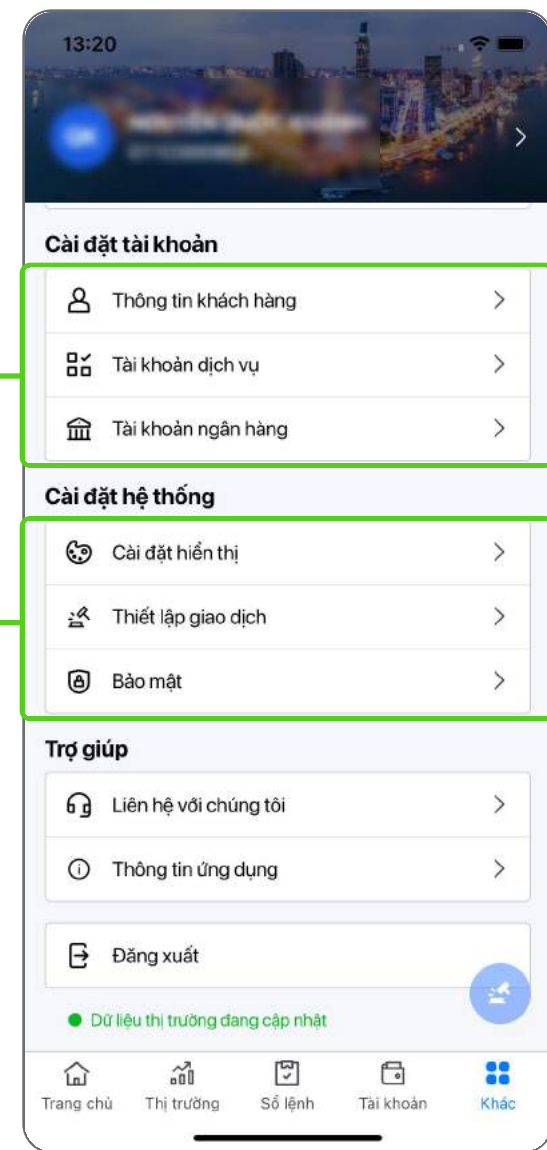 13:20
Cài đặt tài khoản
Thông tin khách hàng
Tài khoản dịch vụ
Tài khoản ngân hàng
Cài đặt hệ thống
Cài đặt hiển thị
Thiết lập giao dịch
Bảo mật
Trợ giúp
Liên hệ với chúng tôi
Thông tin ứng dụng
Đăng xuất
Dữ liệu thị trường đang cập nhật
Trang chủ
Thị trường
Sổ lệnh
Tài khoản
Khác